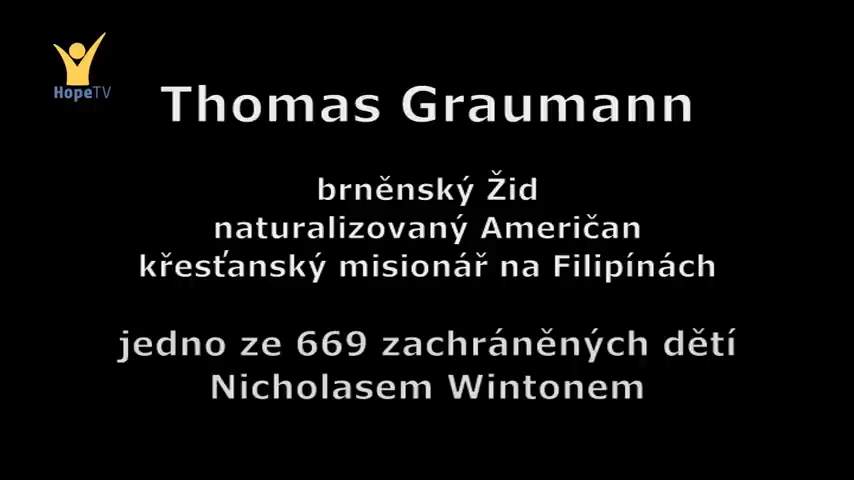 HopeTV
Thomas Graumann
brněnský Žid
naturalizovaný Američan
křesťanský misionář na Filipínách
jedno ze 669 zachráněných dětí
Nicholasem Wintonem